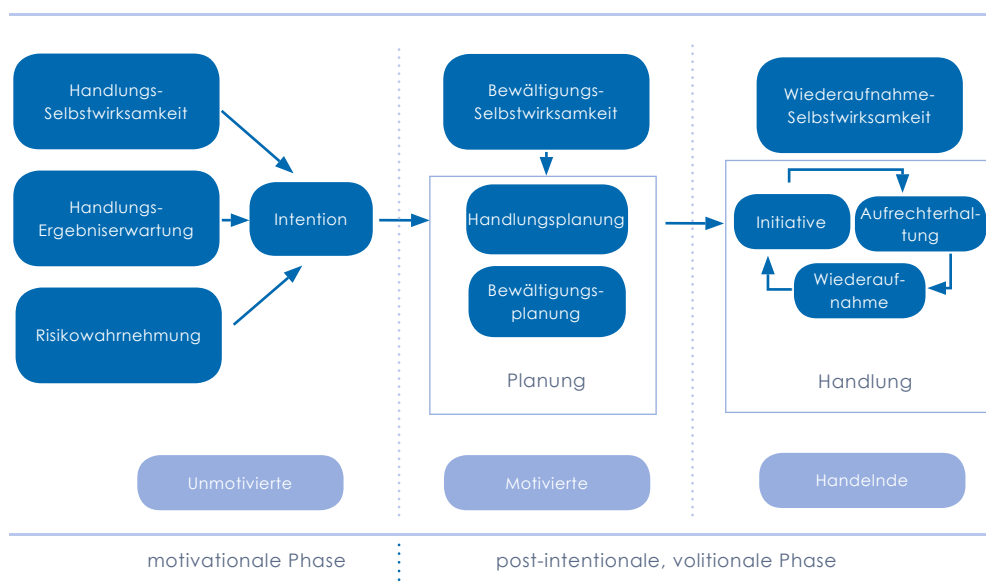 Handlungs-
Selbstwirksamkeit
Handlungs-
Ergebniserwartung
Risikowahrnehmung
Intention
Bewältigungs-
Selbstwirksamkeit
Handlungsplanung
Bewältigungs-
planung
Planung
Wiederaufnahme-
Selbstwirksamkeit
Initiative
Aufrechterhal-
tung
Wiederauf-
nahme
Handlung
Unmotivierte
Motivierte
Handelnde
motivationale Phase
post-intentionale, volitionale Phase